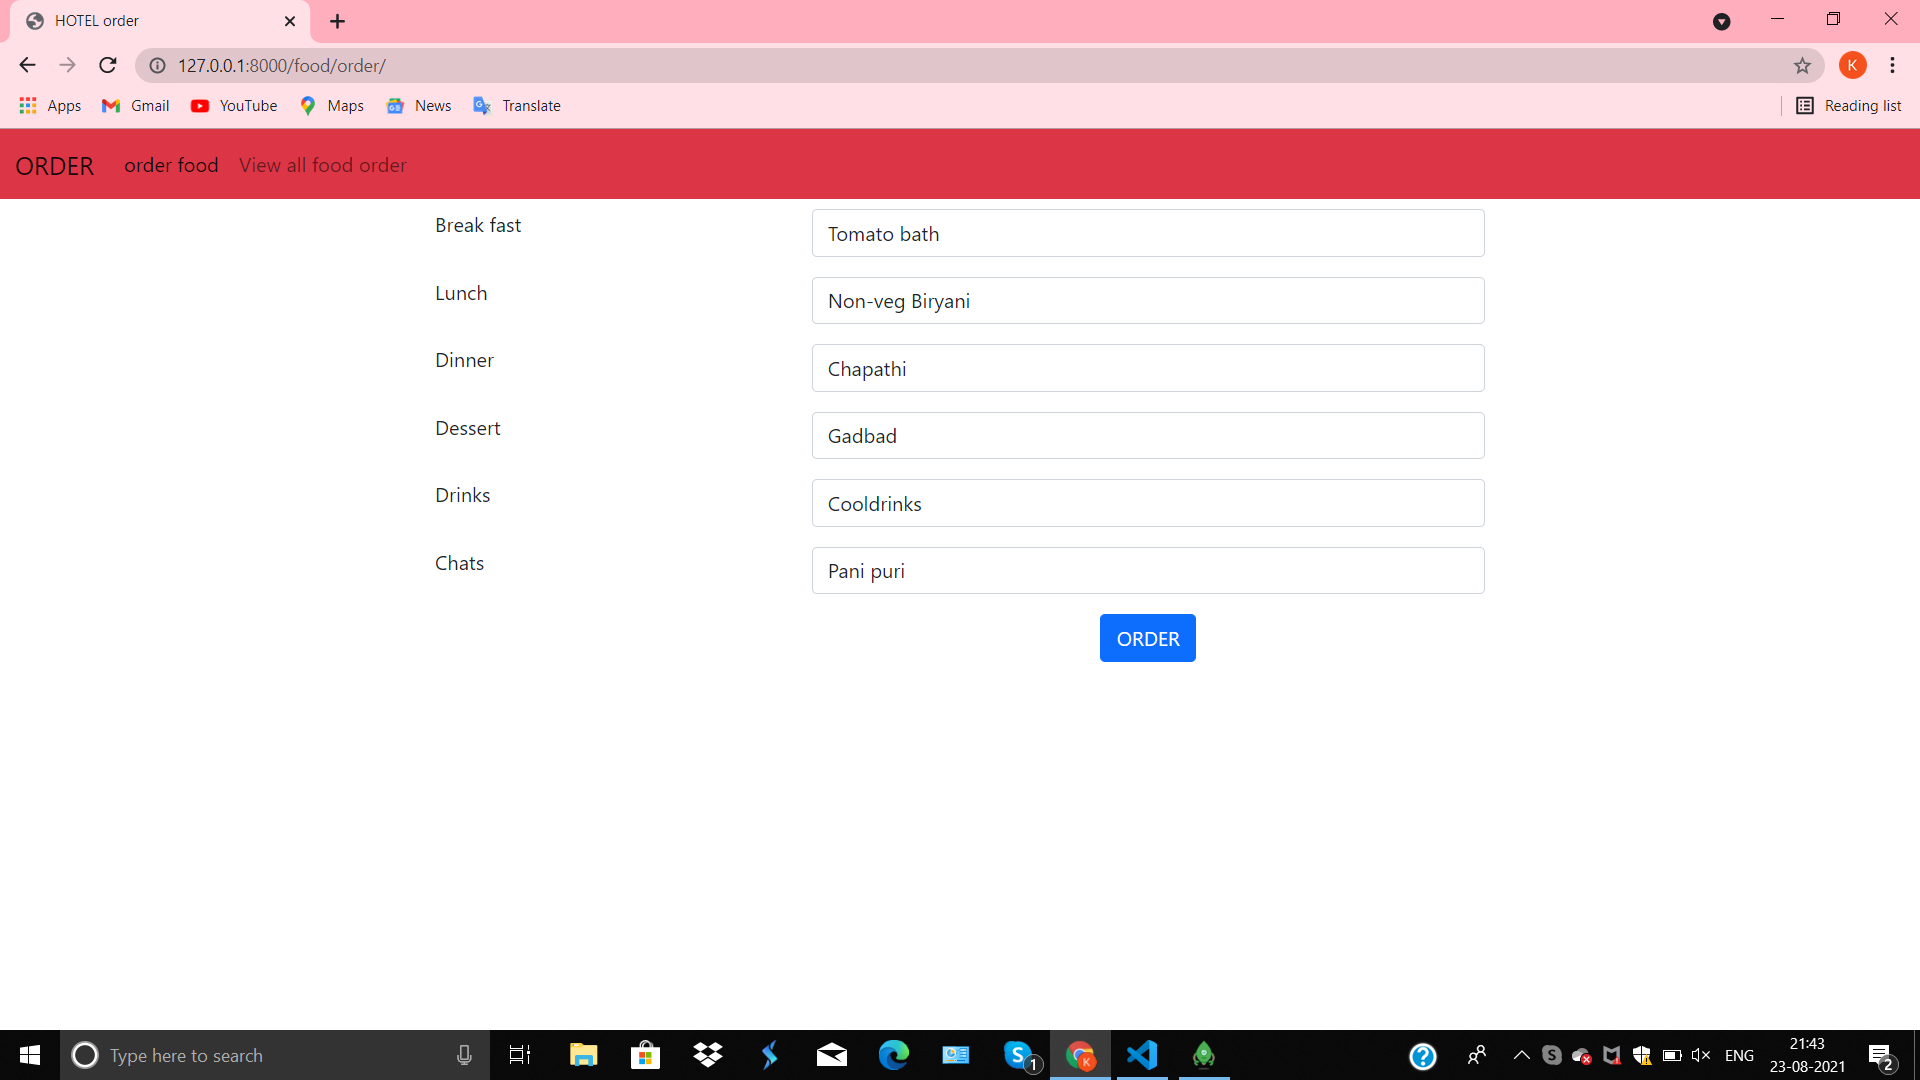 HOTEL order
127.0.0.1:8000/food/order/
K
Apps Gmail YouTube Maps News Translate Reading list
ORDER order food View all food order
Break fast Tomato bath
Lunch Non-veg Biryani
Dinner Chapathi
Dessert Gadbad
Drinks Cooldrinks
Chats Pani puri
ORDER
Type here to search
1
K
ENG
21:43
23-08-2021
2